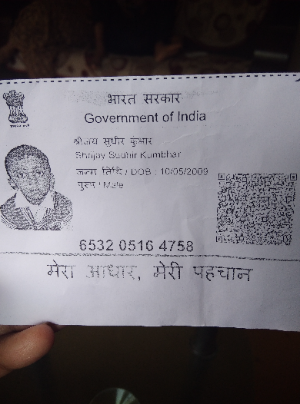 भारत सरकार
Government of India
श्रीजय सुधीर कुंभार
Shrijay Sudhir Kumbhar
जन्म तिथि / DOB : 10/05/2009
पुरुष / Male
6532 0516 4758
मेरा आधार, मेरी पहचान